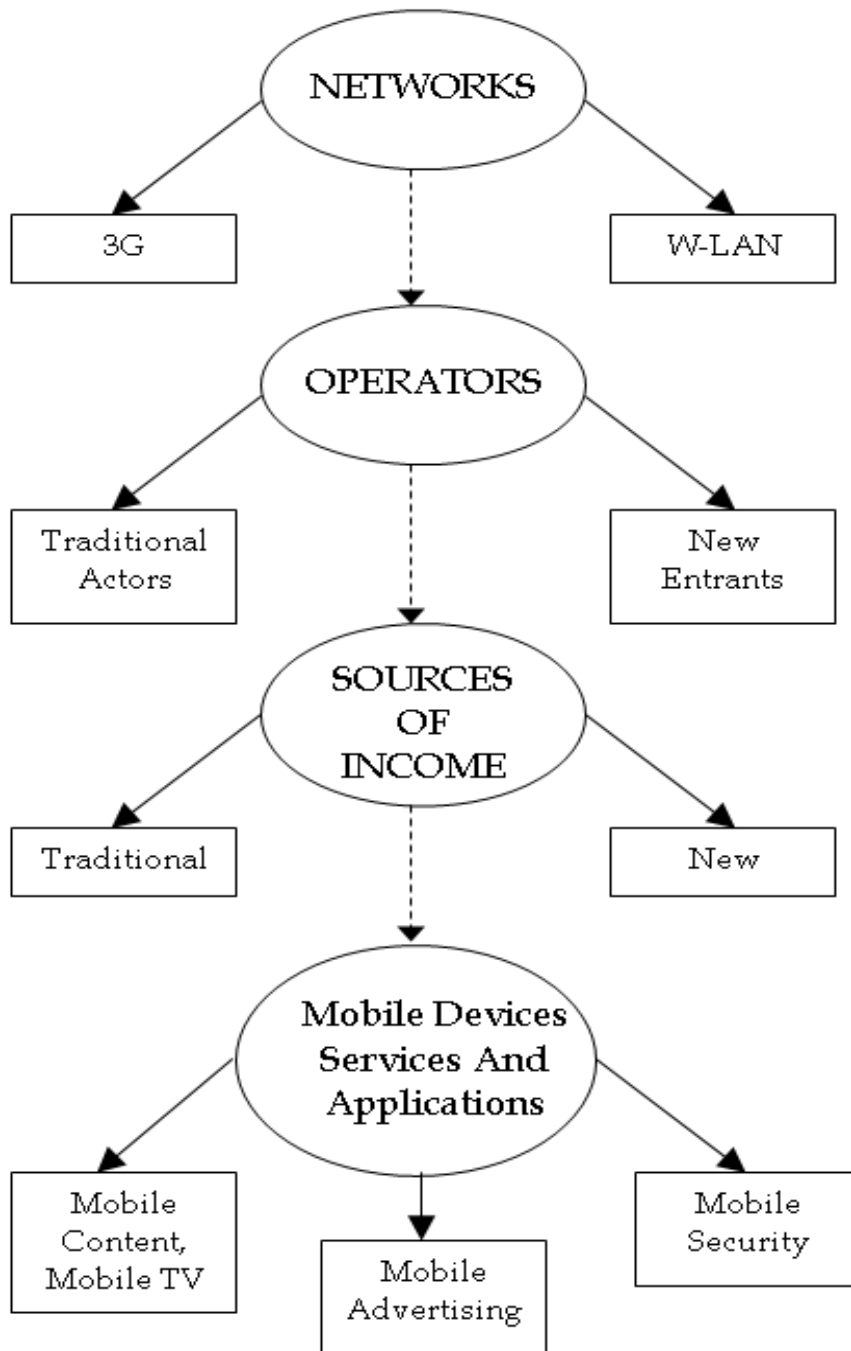 NETWORKS
3G
W-LAN
OPERATORS
Traditional
Actors
New
Entrants
SOURCES
OF
INCOME
Traditional
New
Mobile Devices
Services And
Applications
Mobile
Content,
Mobile TV
Mobile
Advertising
Mobile
Security